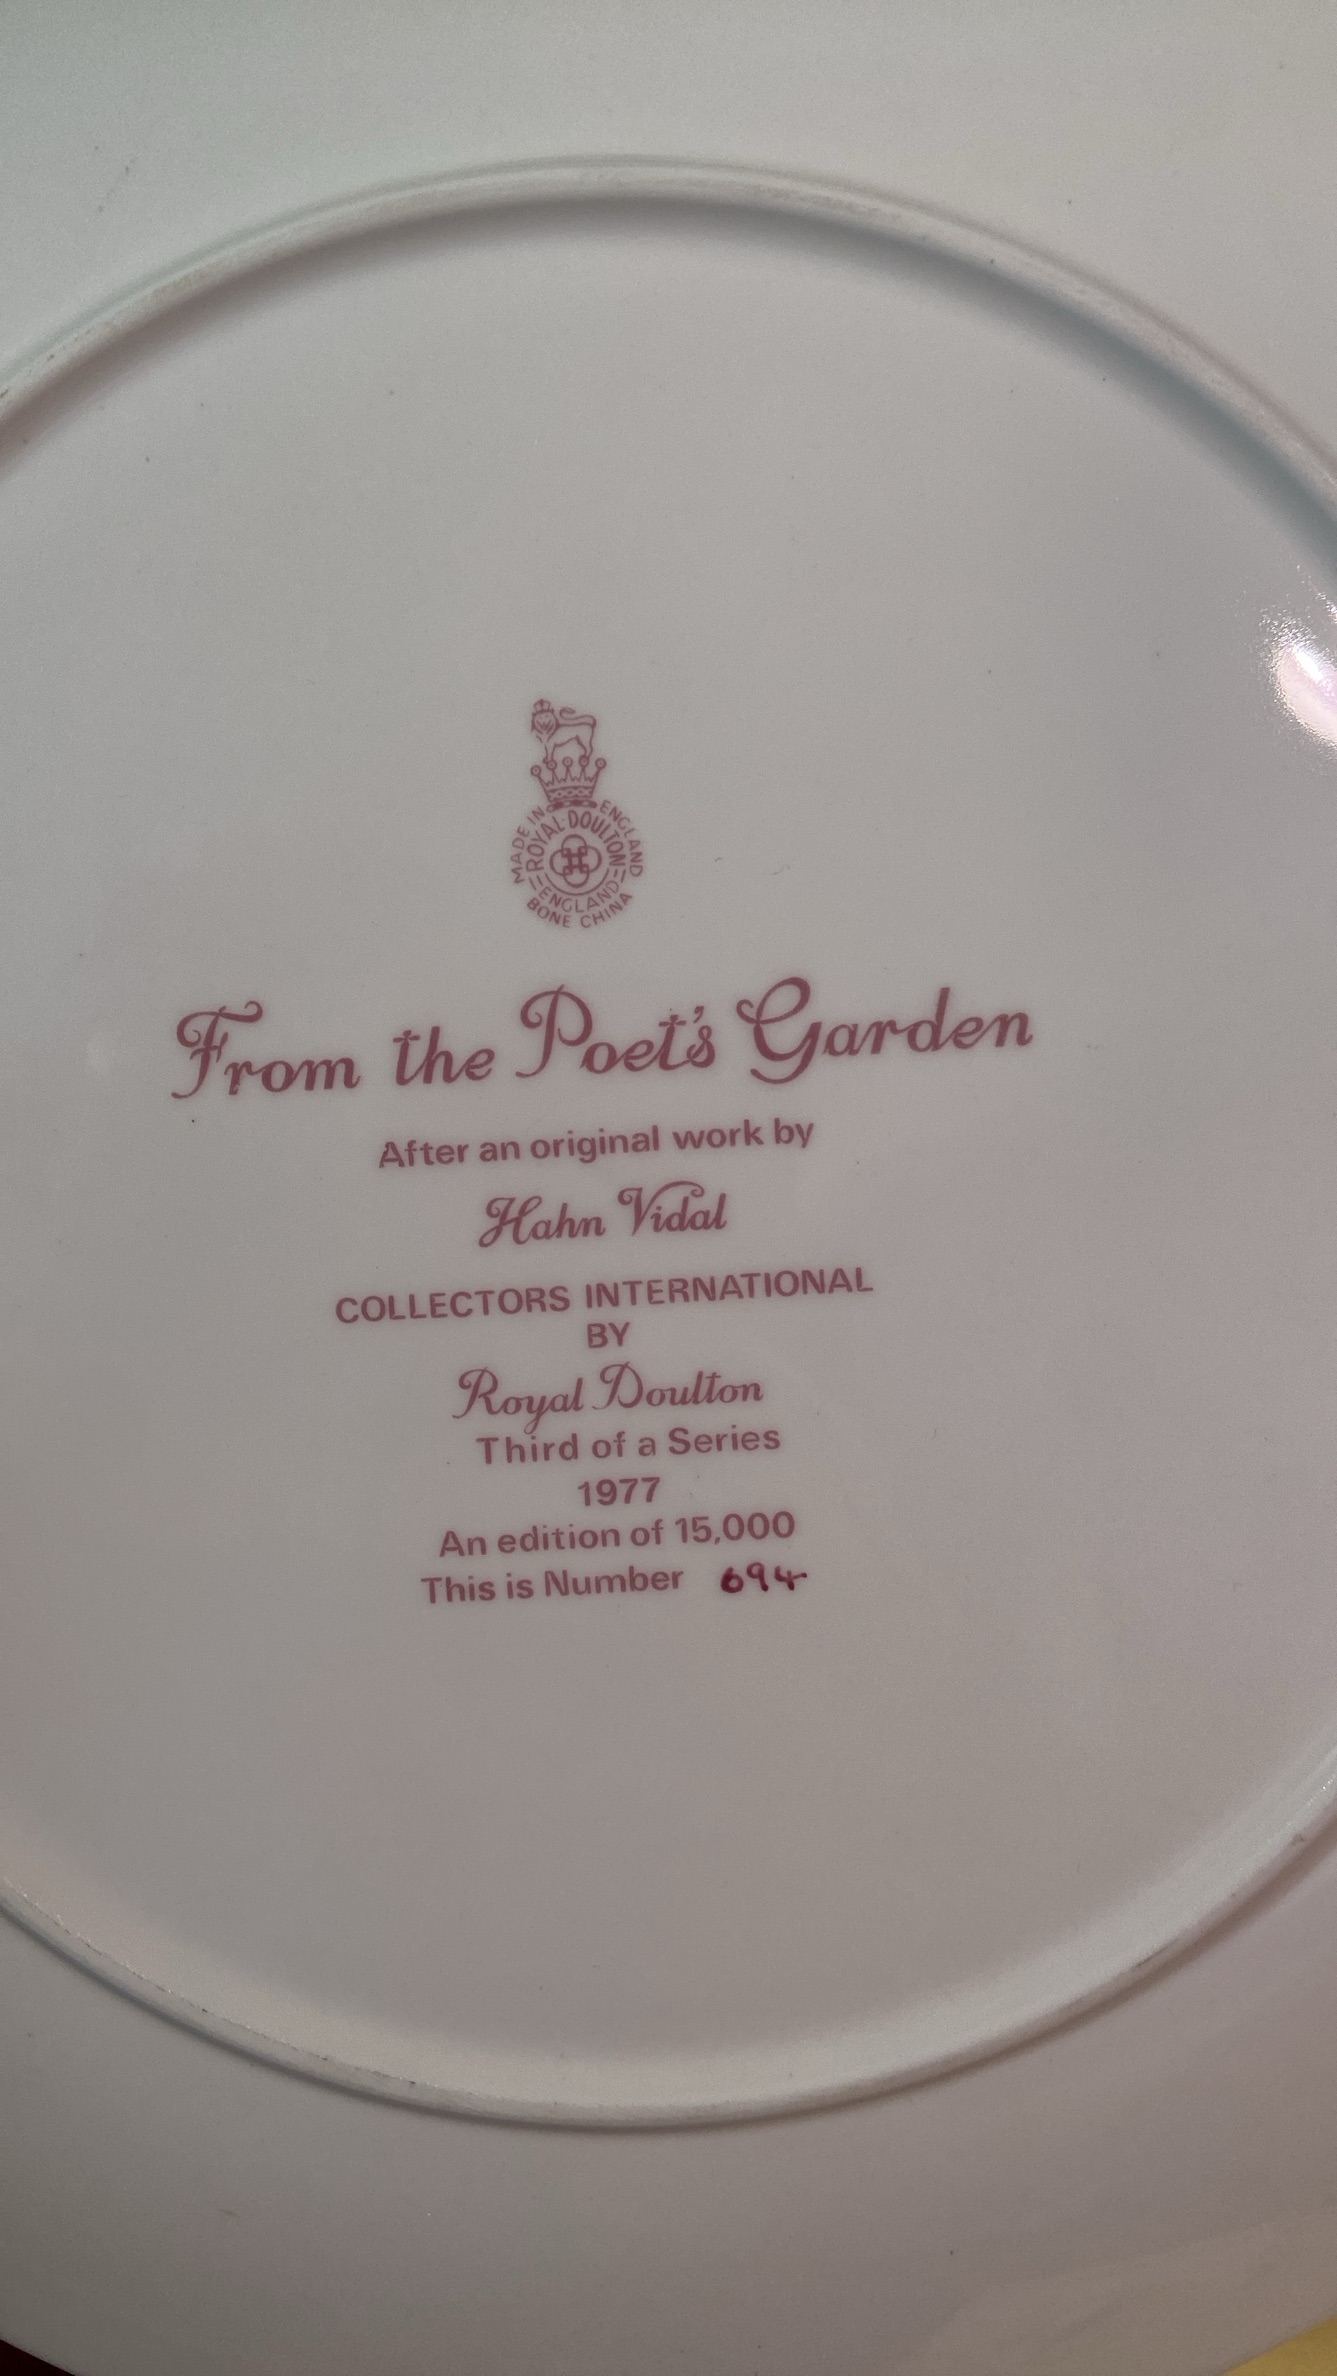 MADE IN ENGLAND
ROYAL·DOULTON
ENGLAND
BONE CHINA
From the Poet's Garden
After an original work by
Hahn Vidal
COLLECTORS INTERNATIONAL
BY
Royal Doulton
Third of a Series
1977
An edition of 15,000
This is Number 694